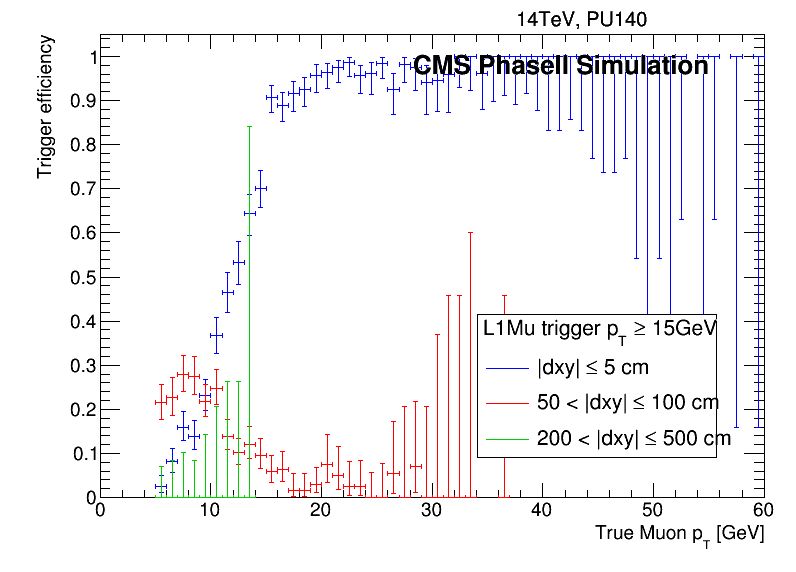 14TeV, PU140
CMS PhaseII Simulation
Trigger efficiency
1
0.9
0.8
0.7
0.6
0.5
0.4
0.3
0.2
0.1
0
L1Mu trigger p_T ≥ 15GeV
|dxy| ≤ 5 cm
50 < |dxy| ≤ 100 cm
200 < |dxy| ≤ 500 cm
0 10 20 30 40 50 60
True Muon p_T [GeV]